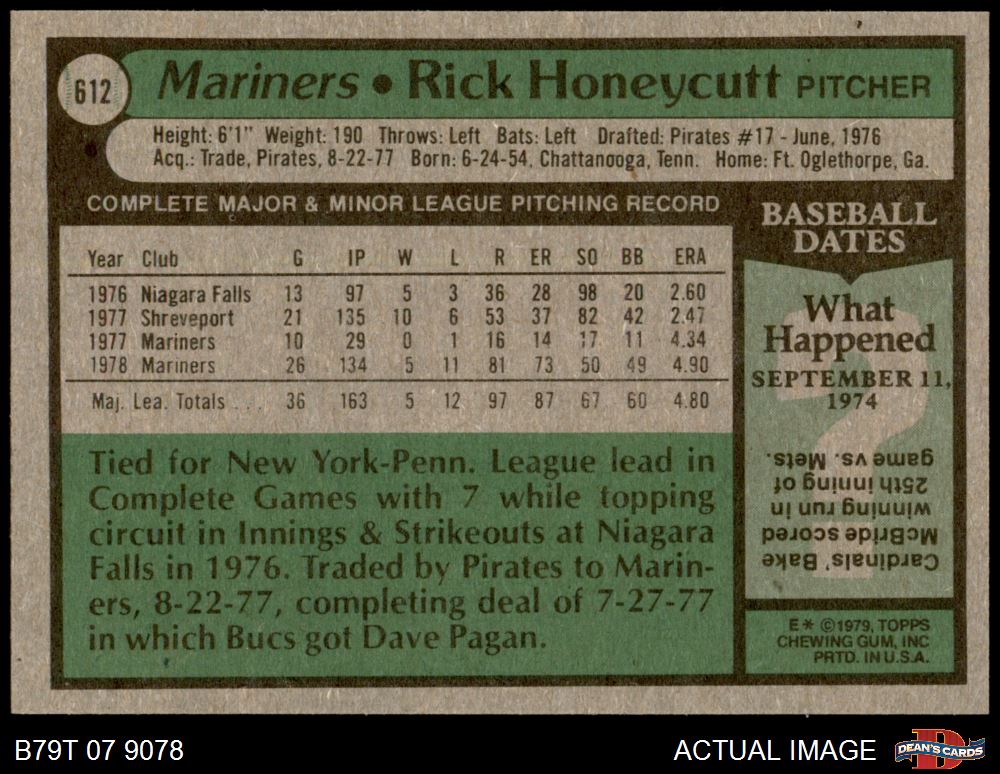 612
Mariners • Rick Honeycutt PITCHER
Height: 6'1" Weight: 190 Throws: Left Bats: Left Drafted: Pirates #17 - June, 1976
Acq.: Trade, Pirates, 8-22-77 Born: 6-24-54, Chattanooga, Tenn. Home: Ft. Oglethorpe, Ga.
COMPLETE MAJOR & MINOR LEAGUE PITCHING RECORD
Year Club G IP W L R ER SO BB ERA
1976 Niagara Falls 13 97 5 3 36 28 98 20 2.60
1977 Shreveport 21 135 10 6 53 37 82 42 2.47
1977 Mariners 10 29 0 1 16 14 17 11 4.34
1978 Mariners 26 134 5 11 81 73 50 49 4.90
Maj. Lea. Totals ... 36 163 5 12 97 87 67 60 4.80
Tied for New York-Penn. League lead in
Complete Games with 7 while topping
circuit in Innings & Strikeouts at Niagara
Falls in 1976. Traded by Pirates to Marin-
ers, 8-22-77, completing deal of 7-27-77
in which Bucs got Dave Pagan.
BASEBALL
DATES
What
Happened
SEPTEMBER 11,
1974
?
Cardinals' Bake
McBride scored
winning run in
25th inning of
game vs. Mets.
E* ©1979, TOPPS
CHEWING GUM, INC
PRTD. IN U.S.A.
B79T 07 9078
ACTUAL IMAGE
D
DEAN'S CARDS